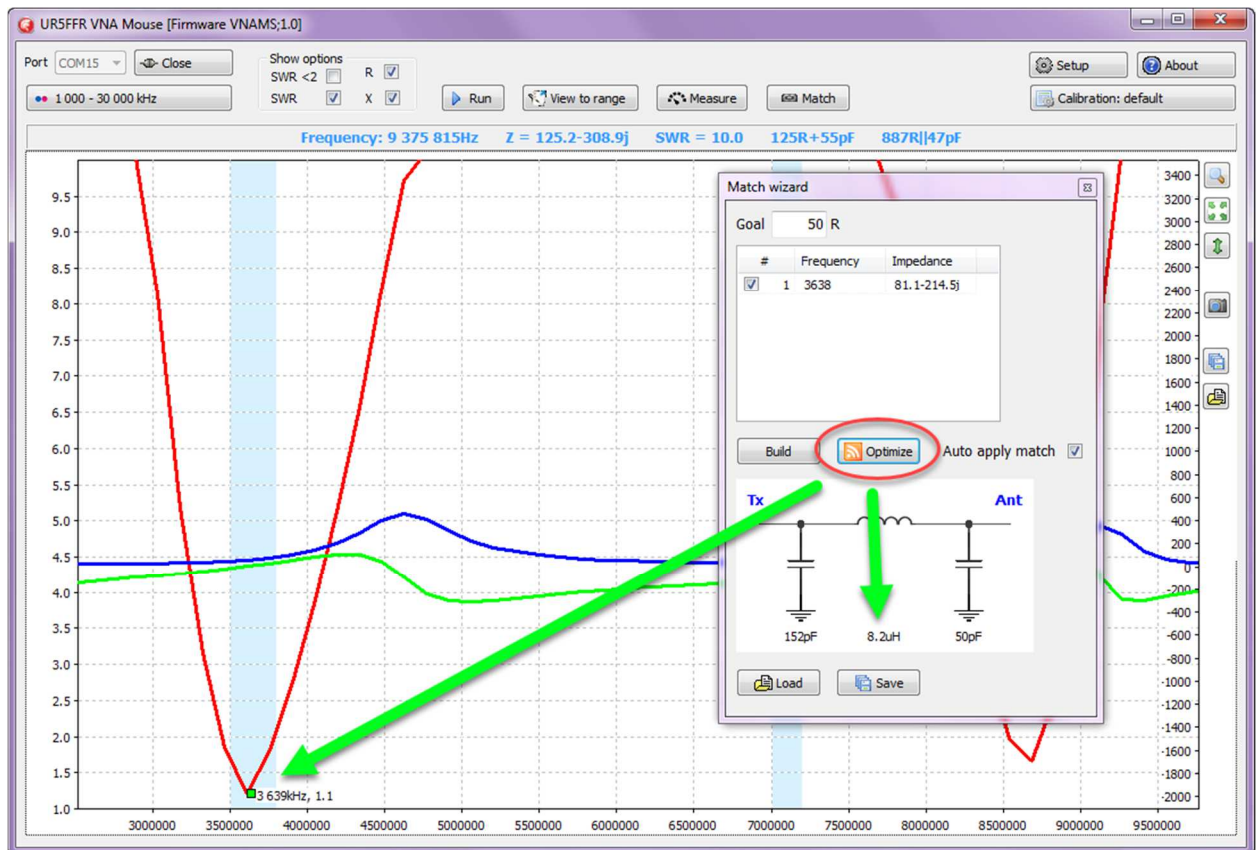 UR5FFR VNA Mouse [Firmware VNAMS;1.0]
Port COM15 Close
Show options
SWR <2 R
SWR X
1 000 - 30 000 kHz
Run View to range Measure Match
Setup About
Calibration: default
Frequency: 9 375 815Hz Z = 125.2-308.9j SWR = 10.0 125R+55pF 887R||47pF
9.5
9.0
8.5
8.0
7.5
7.0
6.5
6.0
5.5
5.0
4.5
4.0
3.5
3.0
2.5
2.0
1.5
1.0
3 639kHz, 1.1
3000000 3500000 4000000 4500000 5000000 5500000 6000000 6500000 7000000 7500000 8000000 8500000 9000000 9500000
Match wizard
Goal 50 R
# Frequency Impedance
1 3638 81.1-214.5j
Build Optimize Auto apply match
Tx Ant
152pF 8.2uH 50pF
Load Save
3400
3200
3000
2800
2600
2400
2200
2000
1800
1600
1400
1200
1000
800
600
400
200
0
-200
-400
-600
-800
-1000
-1200
-1400
-1600
-1800
-2000